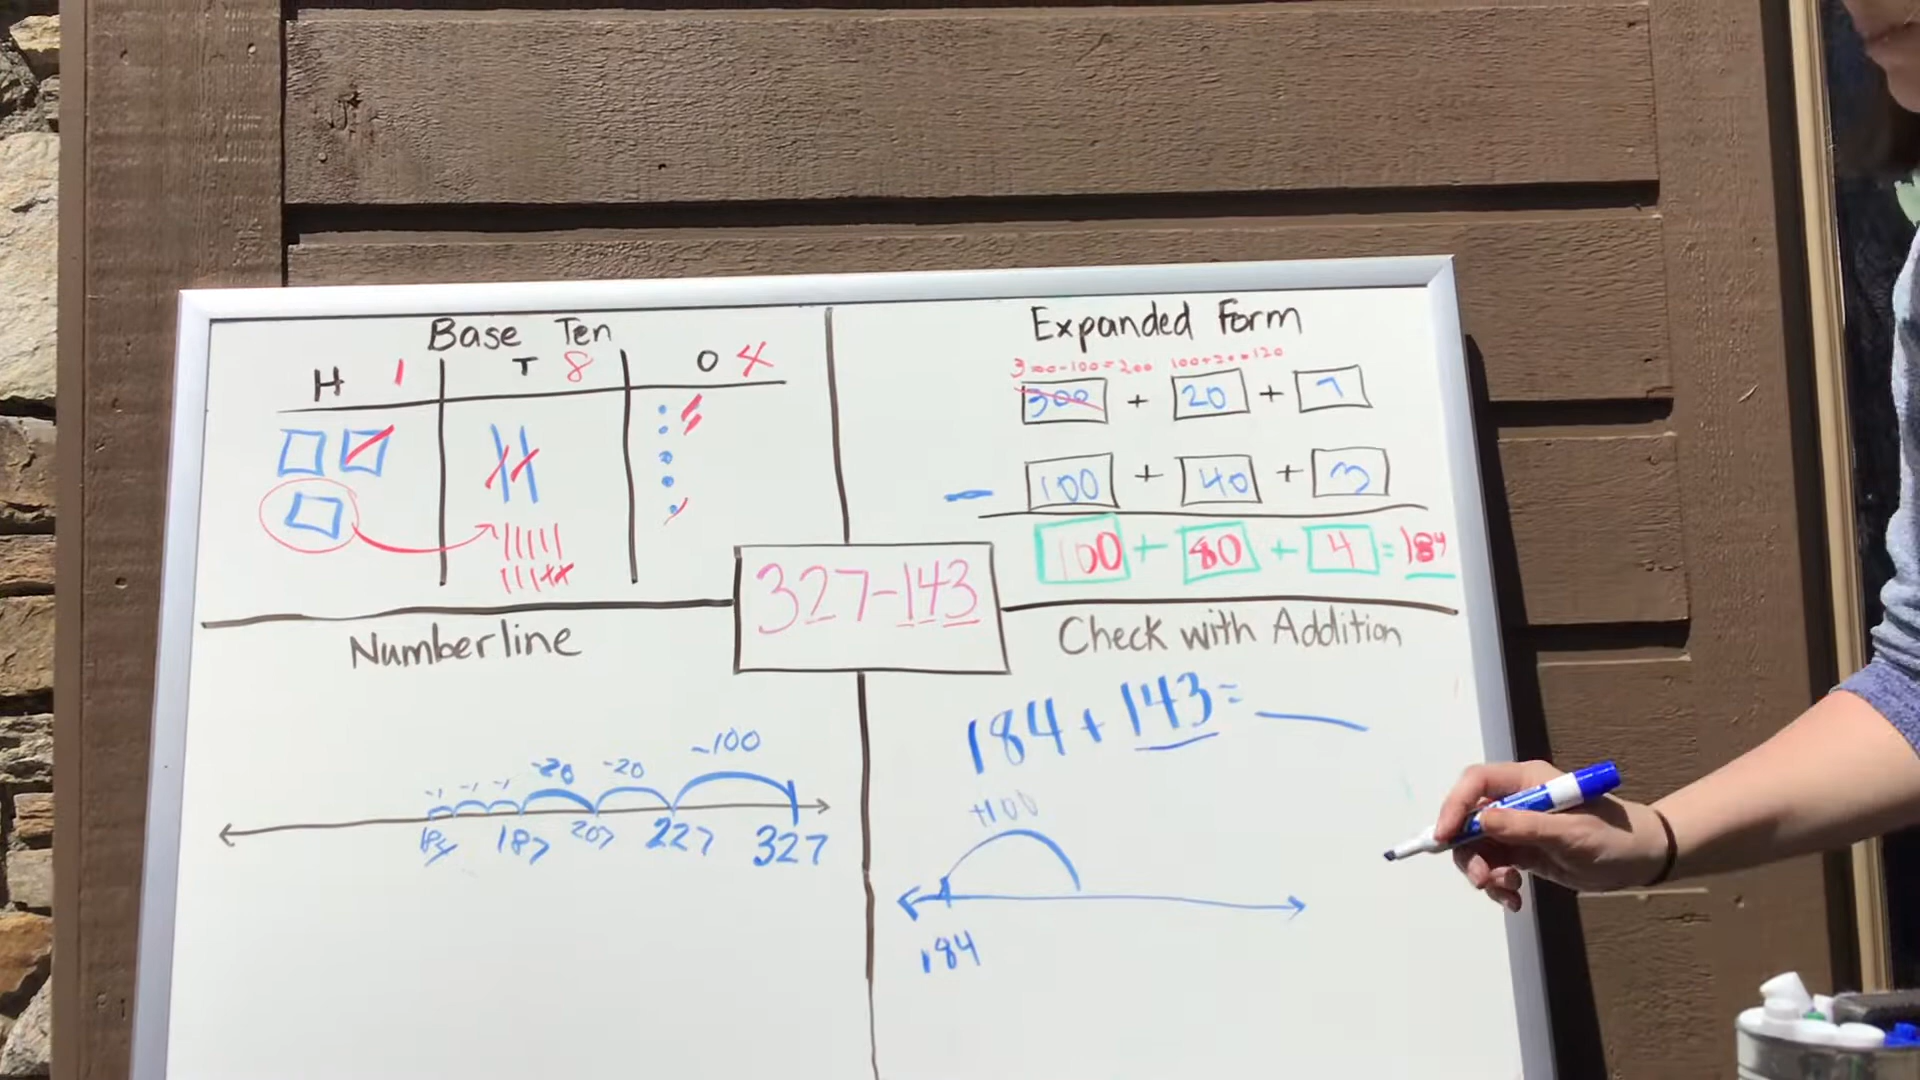 Base Ten
H 1 T 8 O 4
Expanded Form
300-100=200 100+20=120
300 + 20 + 7
- 100 + 40 + 3
100 + 80 + 4 = 184
327-143
Numberline
-1 -1 -1 -20 -20 -100
184 187 207 227 327
Check with Addition
184 + 143 =
+100
184